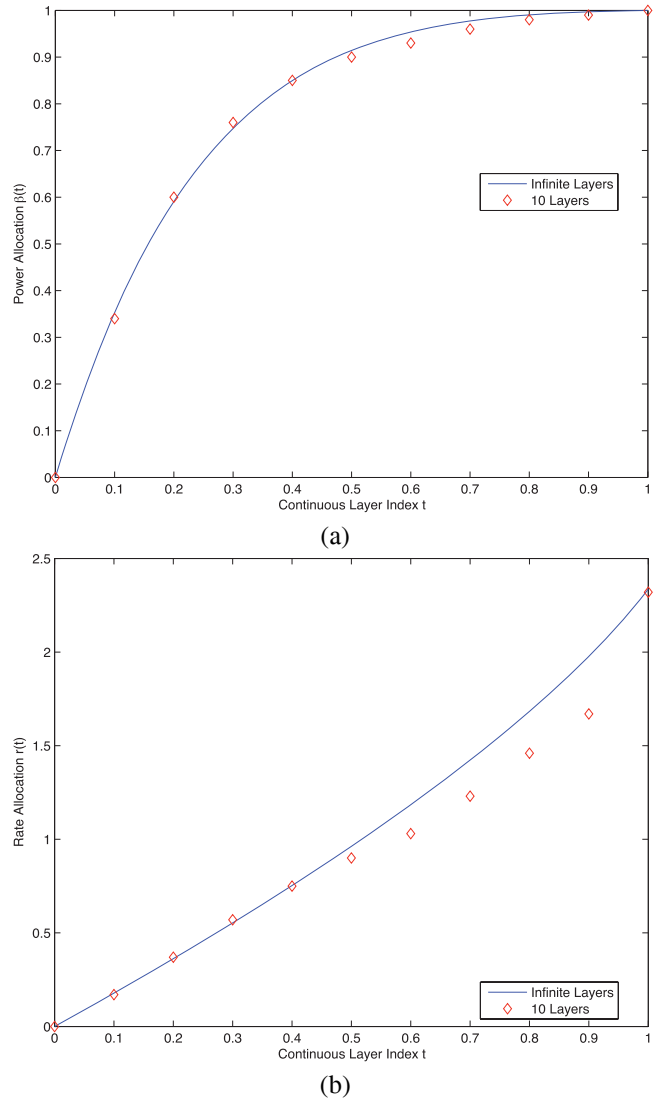 1
0.9
0.8
0.7
0.6
0.5
0.4
0.3
0.2
0.1
0
Power Allocation β(t)
Infinite Layers
10 Layers
0 0.1 0.2 0.3 0.4 0.5 0.6 0.7 0.8 0.9 1
Continuous Layer Index t
(a)
2.5
2
1.5
1
0.5
0
Rate Allocation r(t)
Infinite Layers
10 Layers
0 0.1 0.2 0.3 0.4 0.5 0.6 0.7 0.8 0.9 1
Continuous Layer Index t
(b)